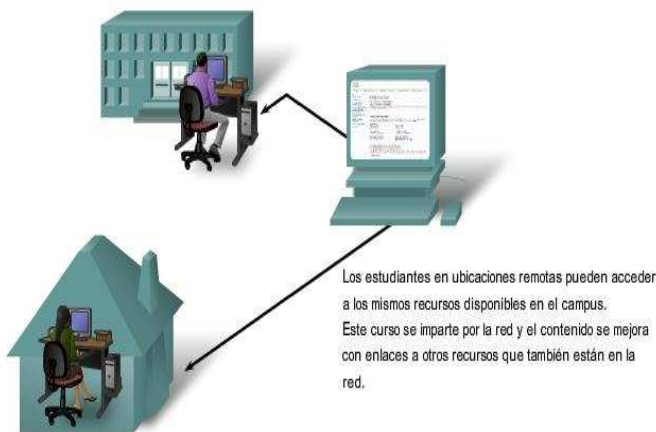 Los estudiantes en ubicaciones remotas pueden acceder
a los mismos recursos disponibles en el campus.
Este curso se imparte por la red y el contenido se mejora
con enlaces a otros recursos que también están en la
red.